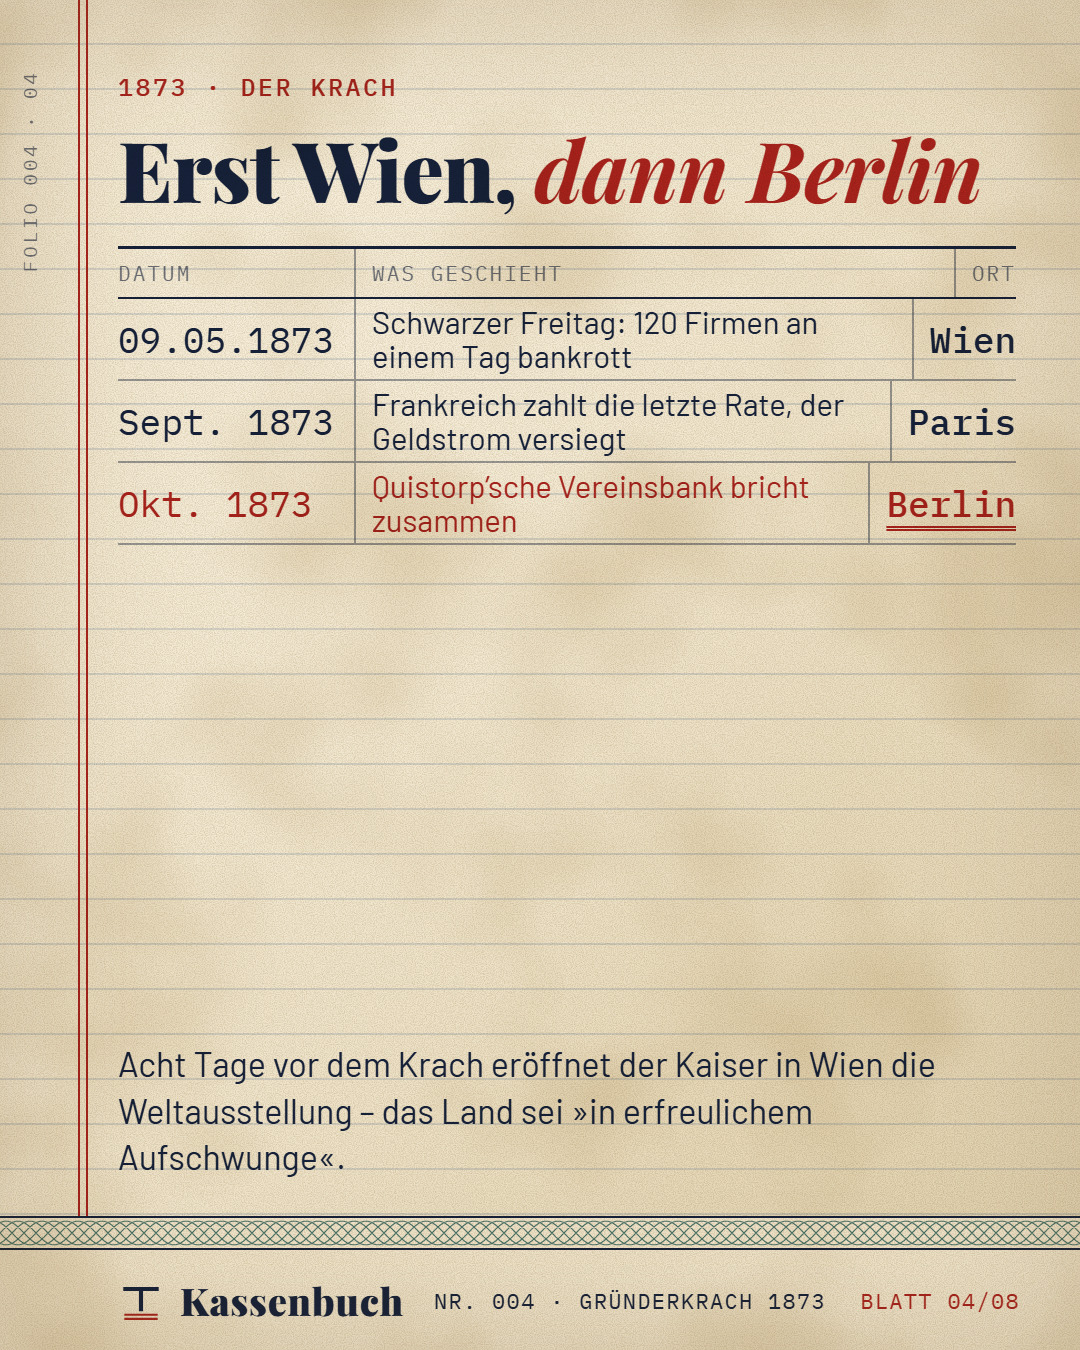 FOLIO 004 · 04
1873 · DER KRACH
Erst Wien, dann Berlin
DATUM WAS GESCHIEHT ORT
09.05.1873 Schwarzer Freitag: 120 Firmen an
einem Tag bankrott Wien
Sept. 1873 Frankreich zahlt die letzte Rate, der
Geldstrom versiegt Paris
Okt. 1873 Quistorp’sche Vereinsbank bricht
zusammen Berlin
Acht Tage vor dem Krach eröffnet der Kaiser in Wien die
Weltausstellung – das Land sei »in erfreulichem
Aufschwunge«.
Kassenbuch NR. 004 · GRÜNDERKRACH 1873 BLATT 04/08